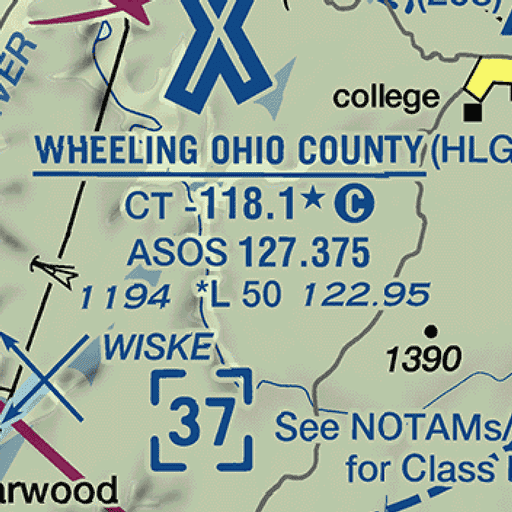 college
WHEELING OHIO COUNTY (HLG
CT - 118.1★ C
ASOS 127.375
1194 *L 50 122.95
WISKE
1390
37
See NOTAMs/
for Class
arwood